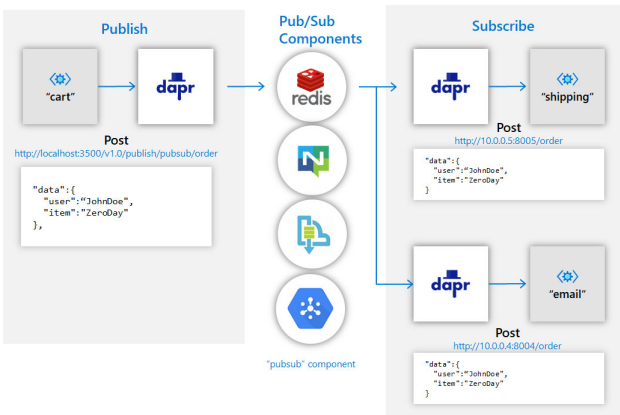 Publish
"cart"
dapr
Post
http://localhost:3500/v1.0/publish/pubsub/order
"data":{
"user":"JohnDoe",
"item":"ZeroDay"
},
Pub/Sub
Components
redis
"pubsub" component
Subscribe
dapr
"shipping"
Post
http://10.0.0.5:8005/order
"data":{
"user":"JohnDoe",
"item":"ZeroDay"
}
dapr
"email"
Post
http://10.0.0.4:8004/order
"data":{
"user":"JohnDoe",
"item":"ZeroDay"
}